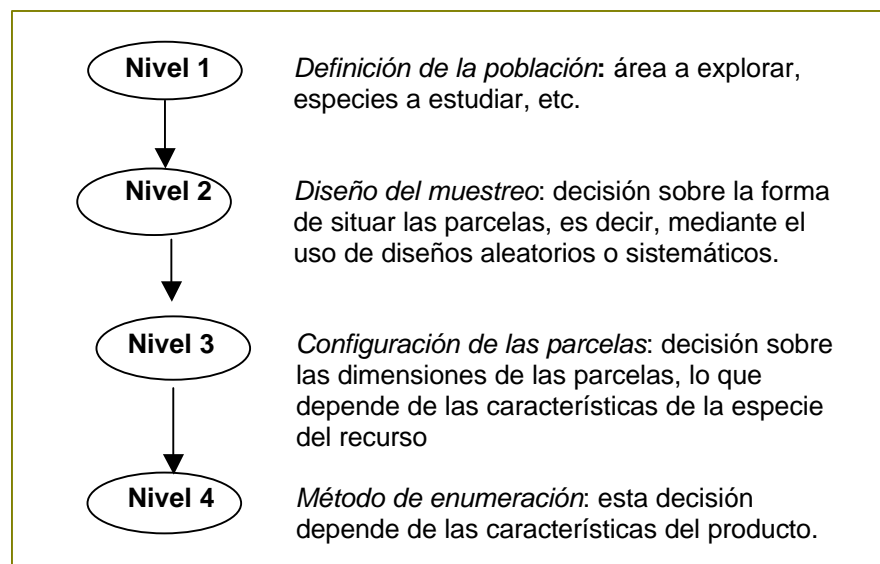 Nivel 1
Definición de la población: área a explorar,
especies a estudiar, etc.
Nivel 2
Diseño del muestreo: decisión sobre la forma
de situar las parcelas, es decir, mediante el
uso de diseños aleatorios o sistemáticos.
Nivel 3
Configuración de las parcelas: decisión sobre
las dimensiones de las parcelas, lo que
depende de las características de la especie
del recurso
Nivel 4
Método de enumeración: esta decisión
depende de las características del producto.